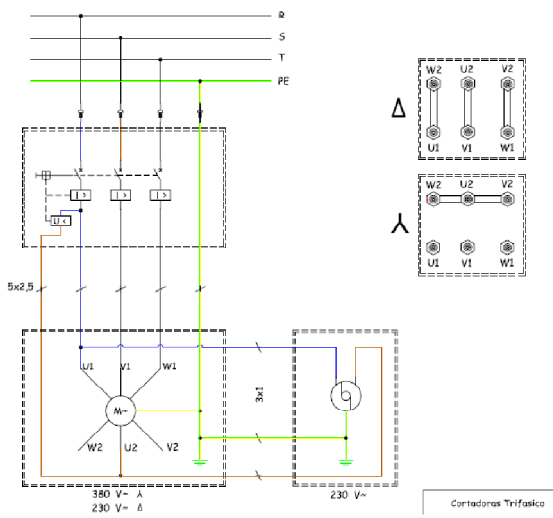 R
S
T
PE
W2 U2 V2
Δ
U1 V1 W1
W2 U2 V2
U1 V1 W1
I > I > I >
U <
5x2,5
U1 V1 W1
M~
W2 U2 V2
3x1
380 V~
230 V~ Δ
230 V~
Cortadoras Trifasico